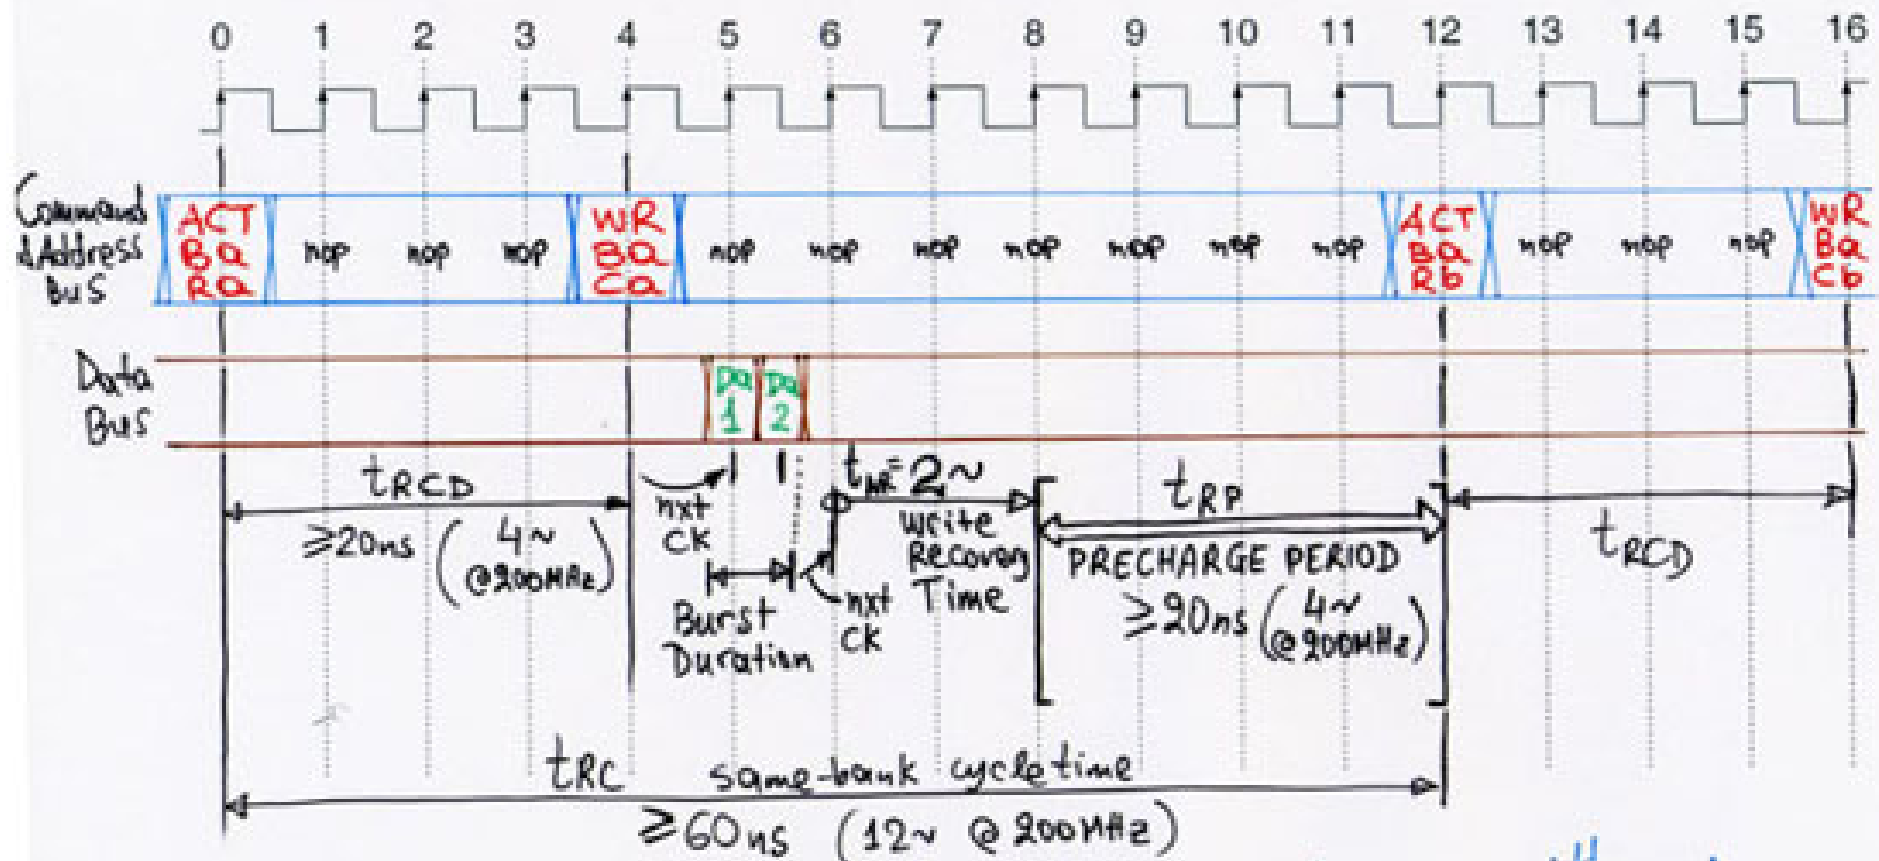 0 1 2 3 4 5 6 7 8 9 10 11 12 13 14 15 16
Command
&Address
Bus
ACT
Ba
Ra
nop nop nop
WR
Ba
Ca
nop nop nop nop nop nop nop
ACT
Ba
Rb
nop nop nop
WR
Ba
Cb
Data
Bus
Da
1
Da
2
tRCD
≥20ns (4~
@200MHz)
nxt
CK
Burst
Duration
nxt
CK
tWR=2~
Write
Recovery
Time
tRP
PRECHARGE PERIOD
≥20ns (4~
@200MHz)
tRCD
tRC same-bank cycle time
≥60ns (12~ @ 200MHz)